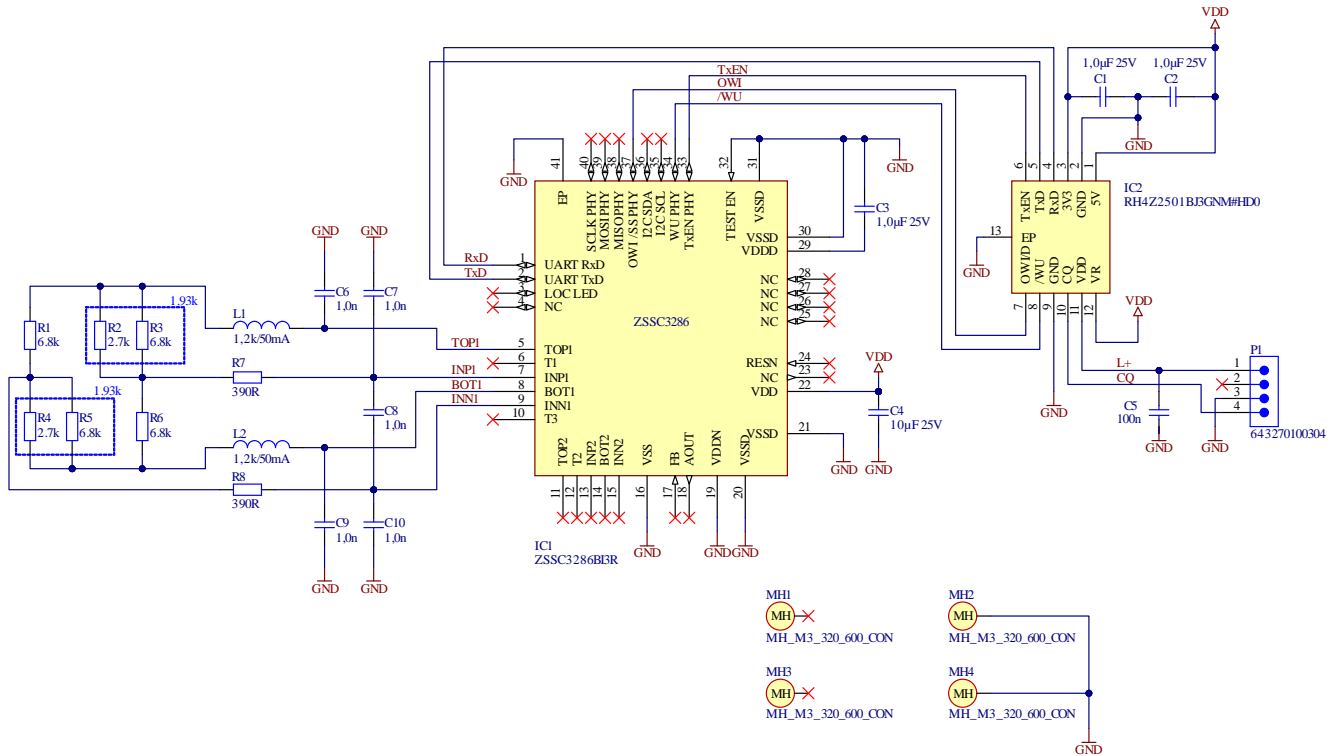 VDD
1,0µF 25V
C1
1,0µF 25V
C2
GND
TxEN
OWI
/WU
GND
41
40
39
38
37
36
35
34
33
32
31
GND
EP
SCLK PHY
MOSI PHY
MISO PHY
OWI /SS PHY
I2C SDA
I2C SCL
WU PHY
TxEN PHY
TEST EN
VSSD
C3
1,0µF 25V
6
5
4
3
2
1
TxEN
TxD
RxD
3V3
GND
5V
IC2
RH4Z2501BJ3GNM#HD0
13
EP
GND
OWI/D
/WU
GND
CQ
VDD
VR
7
8
9
10
11
12
VDD
GND
VSSD
30
VDDD
29
RxD
1
UART RxD
TxD
2
UART TxD
3
LOC LED
4
NC
NC
28
NC
27
NC
26
NC
25
ZSSC3286
GND
GND
C6
1,0n
C7
1,0n
1.93k
R1
6.8k
R2
2.7k
R3
6.8k
L1
1,2k/50mA
TOP1
5
TOP1
6
T1
R7
390R
INP1
7
INP1
BOT1
8
BOT1
INN1
9
INN1
10
T3
RESN
24
NC
23
VDD
22
VSSD
21
VDD
C4
10µF 25V
GND
GND
1.93k
R4
2.7k
R5
6.8k
R6
6.8k
L2
1,2k/50mA
R8
390R
C8
1,0n
C9
1,0n
C10
1,0n
GND
GND
TOP2
T2
INP2
BOT2
INN2
VSS
FB
AOUT
VDDN
VSSD
11
12
13
14
15
16
17
18
19
20
GND
GND
GND
IC1
ZSSC3286BI3R
L+
CQ
C5
100n
GND
GND
P1
1
2
3
4
643270100304
MH1
MH
MH_M3_320_600_CON
MH2
MH
MH_M3_320_600_CON
MH3
MH
MH_M3_320_600_CON
MH4
MH
MH_M3_320_600_CON
GND